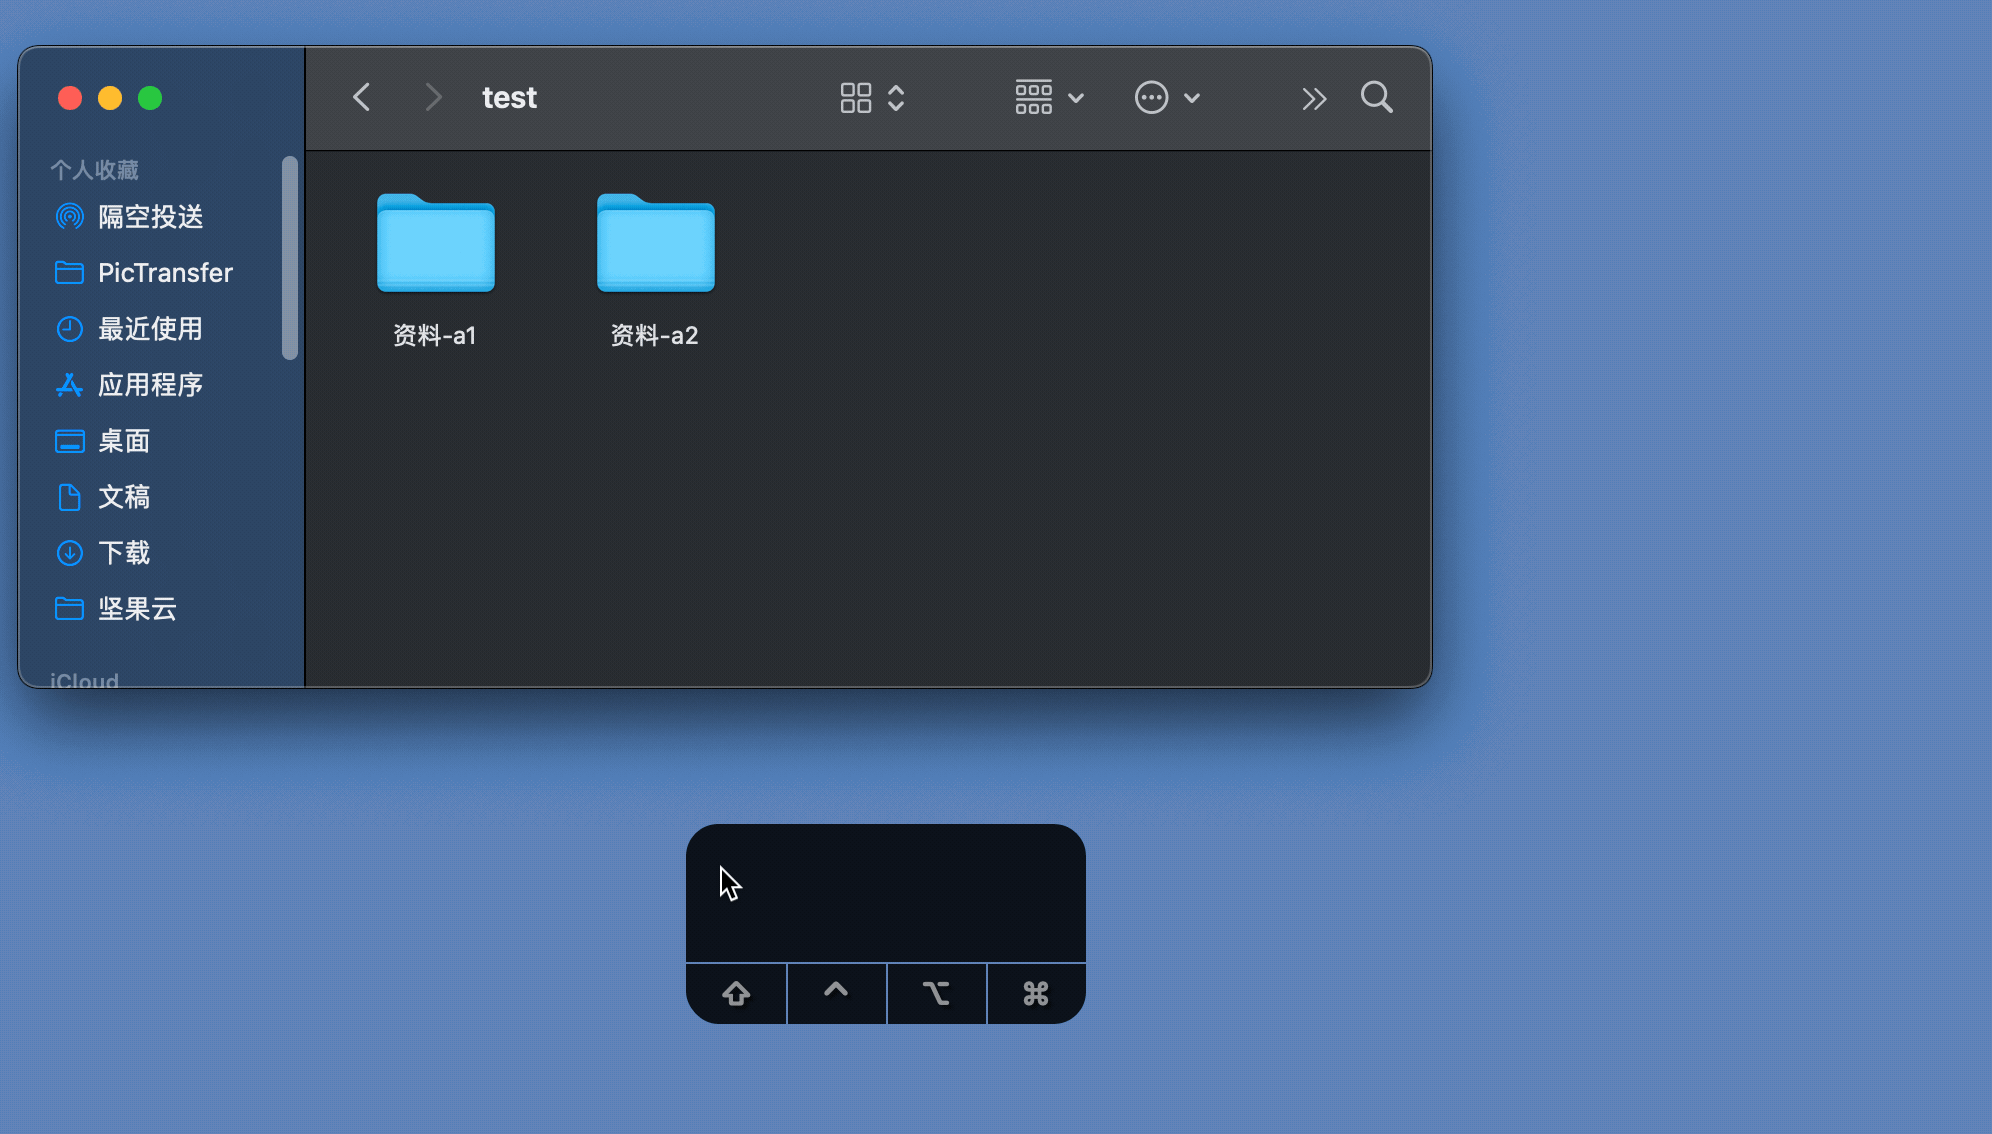 test
个人收藏
隔空投送
PicTransfer
最近使用
应用程序
桌面
文稿
下载
坚果云
iCloud
资料-a1
资料-a2